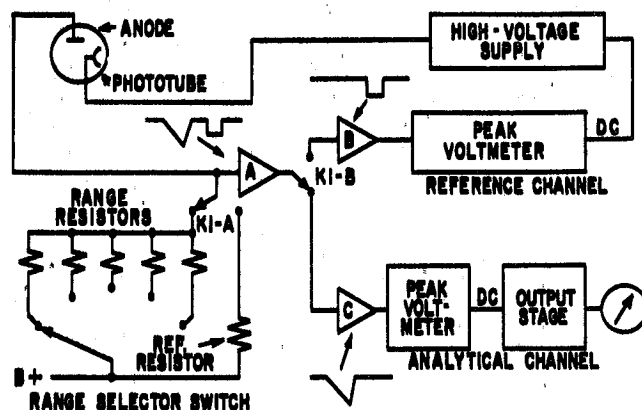 ANODE
PHOTOTUBE
HIGH-VOLTAGE
SUPPLY
A
B
K1-B
PEAK
VOLTMETER
DC
REFERENCE CHANNEL
RANGE
RESISTORS
K1-A
REF.
RESISTOR
B+
RANGE SELECTOR SWITCH
C
PEAK
VOLT-
METER
DC
OUTPUT
STAGE
ANALYTICAL CHANNEL